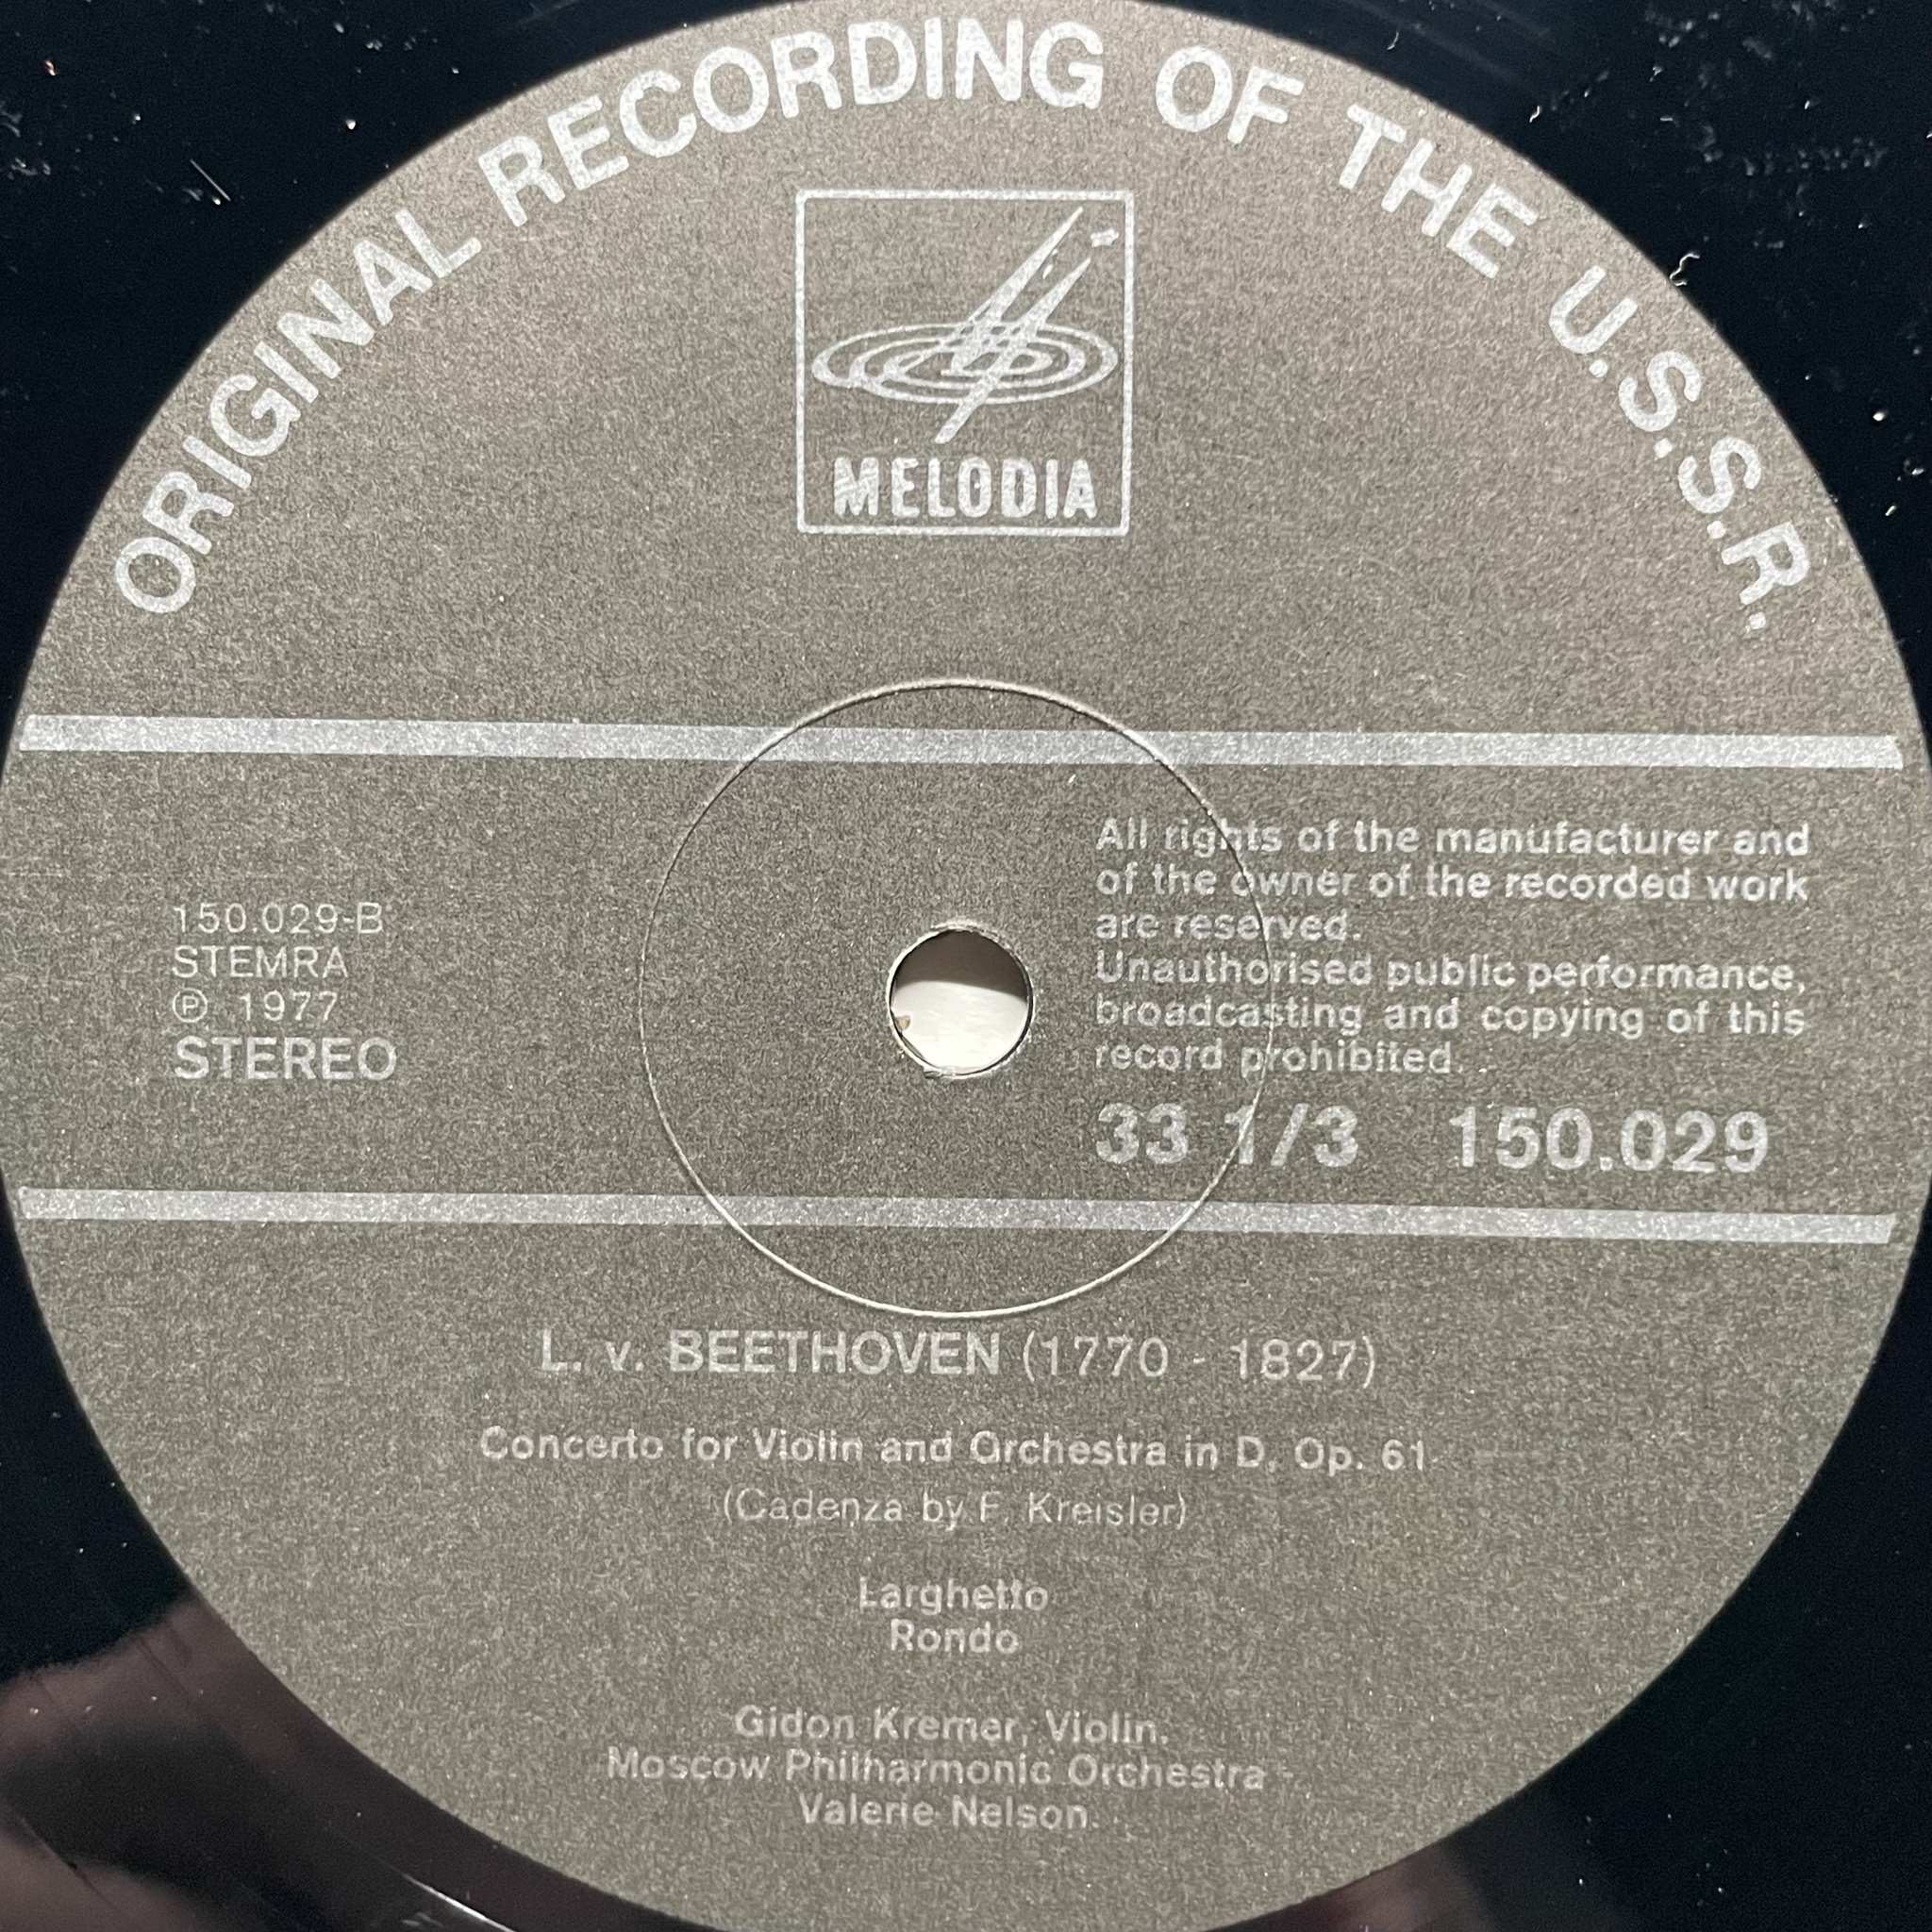 ORIGINAL RECORDING OF THE U.S.S.R.
MELODIA
150.029-B
STEMRA
℗ 1977
STEREO
All rights of the manufacturer and
of the owner of the recorded work
are reserved.
Unauthorised public performance,
broadcasting and copying of this
record prohibited.
33 1/3 150.029
L. v. BEETHOVEN (1770 - 1827)
Concerto for Violin and Orchestra in D, Op. 61
(Cadenza by F. Kreisler)
Larghetto
Rondo
Gidon Kremer, Violin.
Moscow Philharmonic Orchestra
Valerie Nelson.